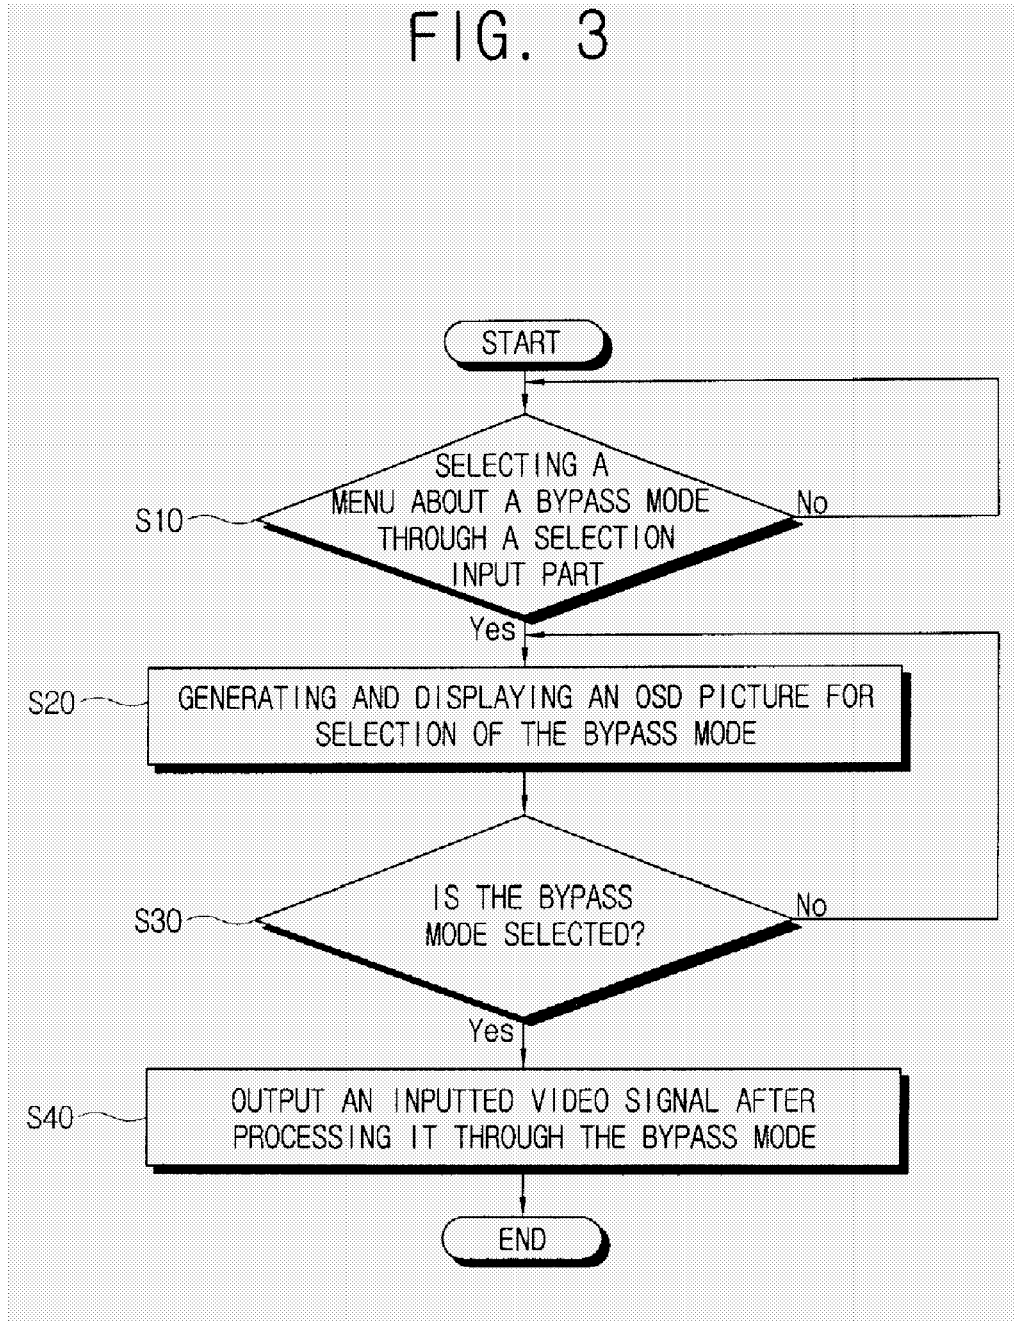 FIG. 3
START
SELECTING A
MENU ABOUT A BYPASS MODE
THROUGH A SELECTION
INPUT PART
No
S10
Yes
S20
GENERATING AND DISPLAYING AN OSD PICTURE FOR
SELECTION OF THE BYPASS MODE
IS THE BYPASS
MODE SELECTED?
No
S30
Yes
S40
OUTPUT AN INPUTTED VIDEO SIGNAL AFTER
PROCESSING IT THROUGH THE BYPASS MODE
END